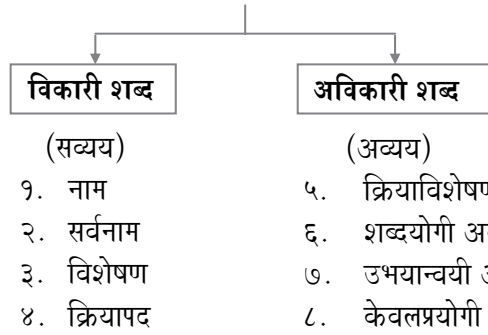 विकारी शब्द
(सव्यय)
१. नाम
२. सर्वनाम
३. विशेषण
४. क्रियापद
अविकारी शब्द
(अव्यय)
५. क्रियाविशेषण
६. शब्दयोगी
७. उभयान्वयी
८. केवलप्रयोगी